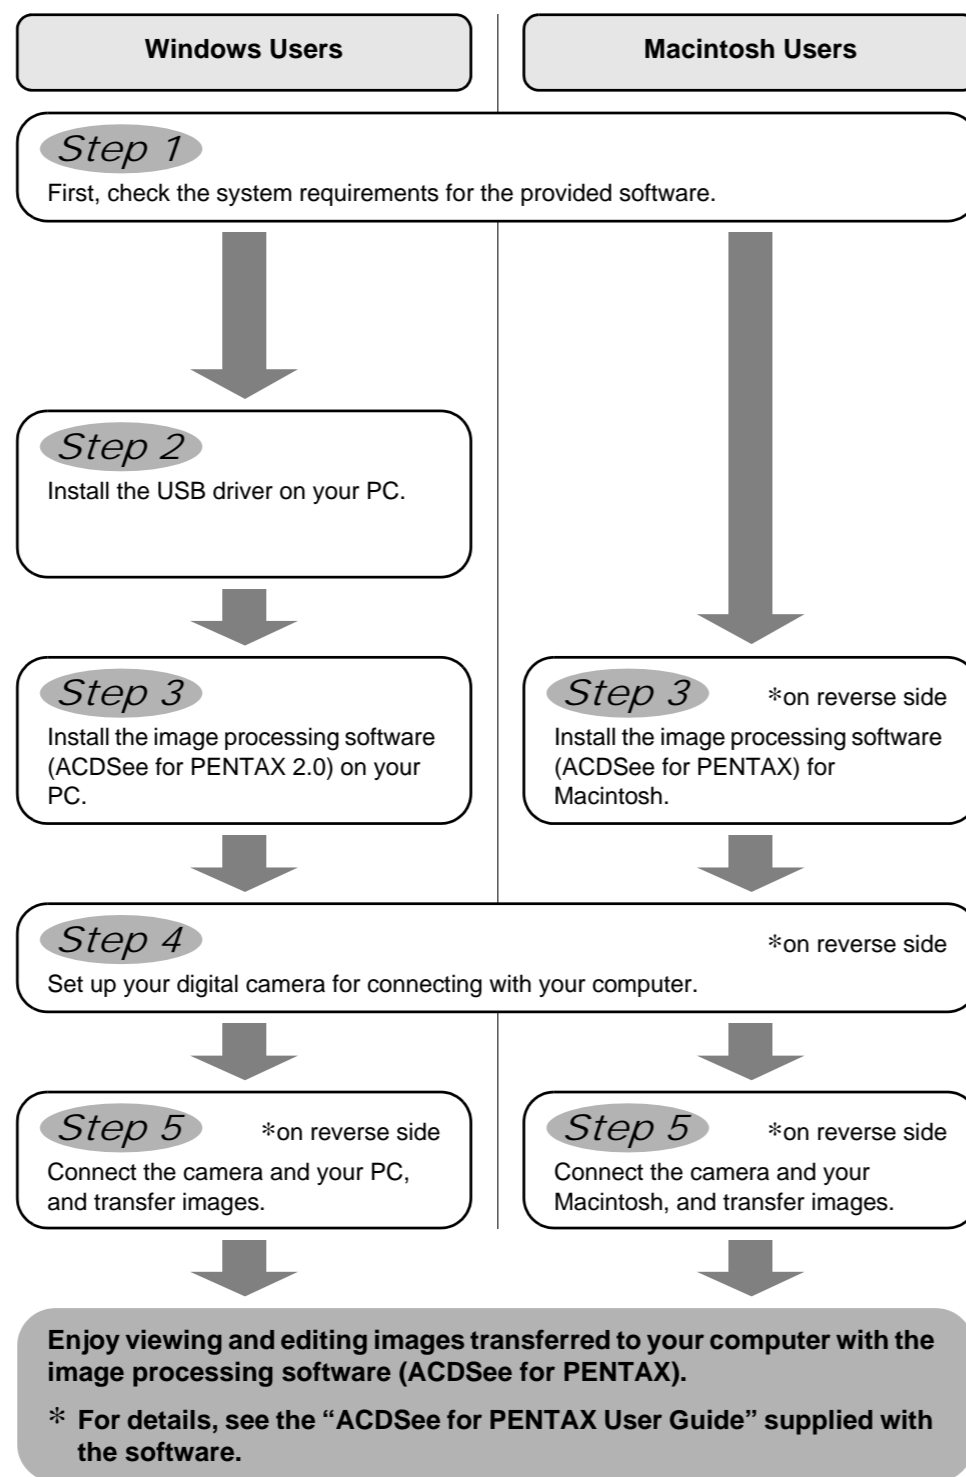 Windows Users
Macintosh Users
Step 1
First, check the system requirements for the provided software.
Step 2
Install the USB driver on your PC.
Step 3
Install the image processing software
(ACDSee for PENTAX 2.0) on your
PC.
Step 3
*on reverse side
Install the image processing software
(ACDSee for PENTAX) for
Macintosh.
Step 4
*on reverse side
Set up your digital camera for connecting with your computer.
Step 5
*on reverse side
Connect the camera and your PC,
and transfer images.
Step 5
*on reverse side
Connect the camera and your
Macintosh, and transfer images.
Enjoy viewing and editing images transferred to your computer with the
image processing software (ACDSee for PENTAX).
* For details, see the “ACDSee for PENTAX User Guide” supplied with
the software.